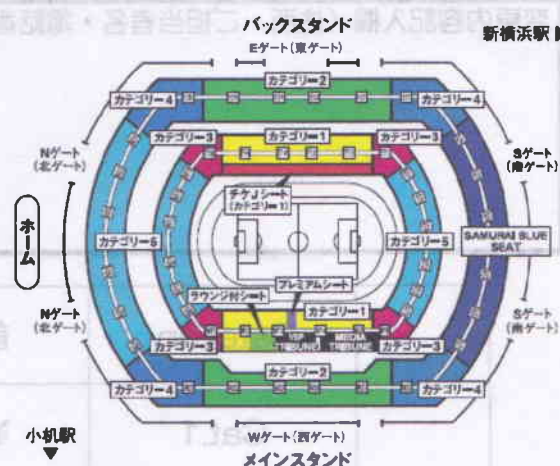 バックスタンド
Eゲート(東ゲート)
新横浜駅
カテゴリー2
カテゴリー4
カテゴリー4
カテゴリー3
カテゴリー1
カテゴリー3
Nゲート
(北ゲート)
Sゲート
(南ゲート)
チケJシート
(カテゴリー1)
ホーム
カテゴリー5
カテゴリー5
SAMURAI BLUE
SEAT
プレミアムシート
ラウンジ付シート
カテゴリー1
Nゲート
(北ゲート)
Sゲート
(南ゲート)
VIP
TRIBUNE
MEDIA
TRIBUNE
カテゴリー3
カテゴリー3
カテゴリー2
カテゴリー4
カテゴリー4
小机駅
Wゲート(西ゲート)
メインスタンド